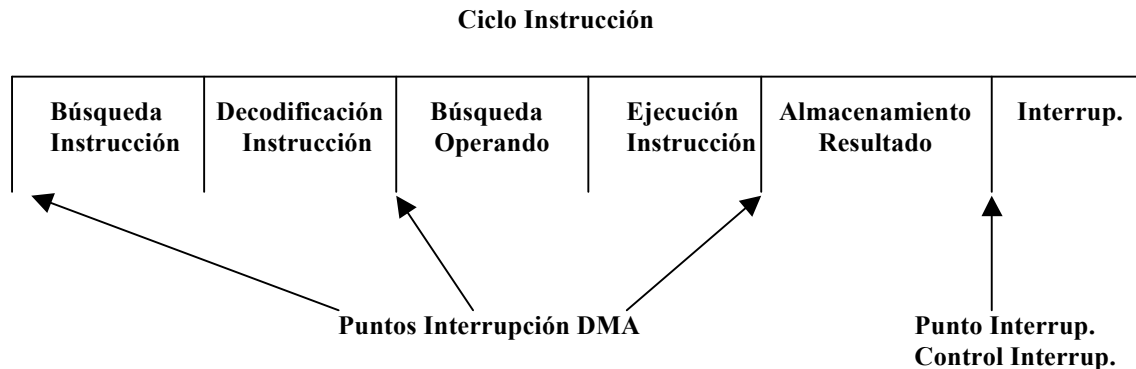 Ciclo Instrucción
Búsqueda Instrucción
Decodificación Instrucción
Búsqueda Operando
Ejecución Instrucción
Almacenamiento Resultado
Interrup.
Puntos Interrupción DMA
Punto Interrup.
Control Interrup.